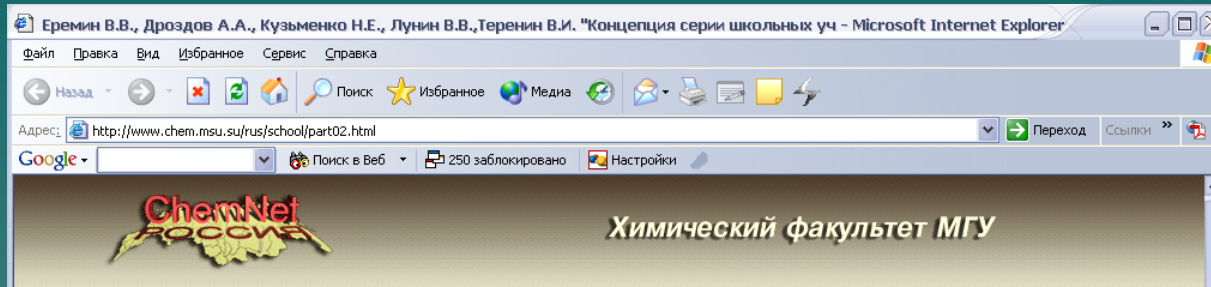 Еремин В.В., Дроздов А.А., Кузьменко Н.Е., Лунин В.В.,Теренин В.И. "Концепция серии школьных уч - Microsoft Internet Explorer
Файл Правка Вид Избранное Сервис Справка
Назад Поиск Избранное Медиа
Адрес: http://www.chem.msu.su/rus/school/part02.html Переход Ссылки »
Google Поиск в Веб 250 заблокировано Настройки
ChemNet
РОССИЯ
Химический факультет МГУ